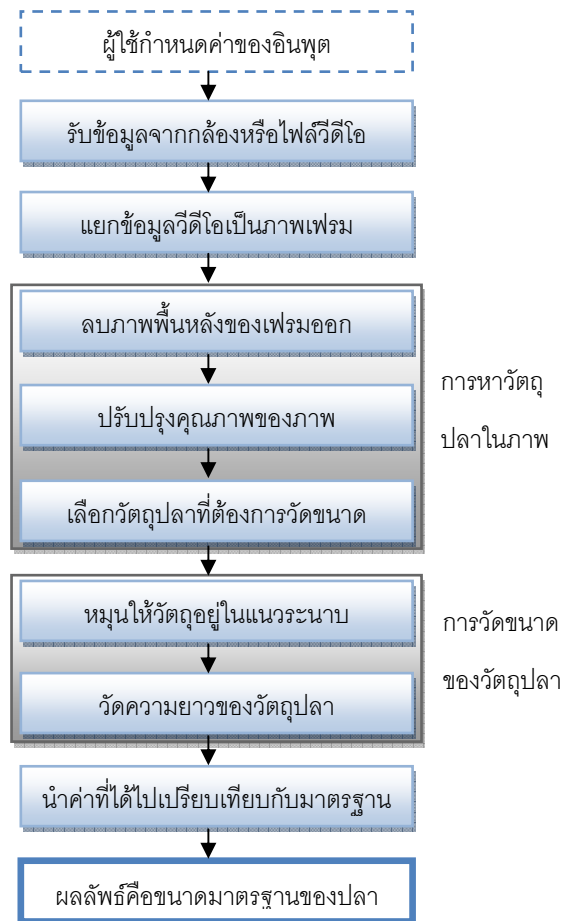 ผู้ใช้กำหนดค่าของอินพุต
รับข้อมูลจากกล้องหรือไฟล์วีดีโอ
แยกข้อมูลวีดีโอเป็นภาพเฟรม
ลบภาพพื้นหลังของเฟรมออก
ปรับปรุงคุณภาพของภาพ
เลือกวัตถุปลาที่ต้องการวัดขนาด
การหาวัตถุ
ปลาในภาพ
หมุนให้วัตถุอยู่ในแนวระนาบ
วัดความยาวของวัตถุปลา
การวัดขนาด
ของวัตถุปลา
นำค่าที่ได้ไปเปรียบเทียบกับมาตรฐาน
ผลลัพธ์คือขนาดมาตรฐานของปลา